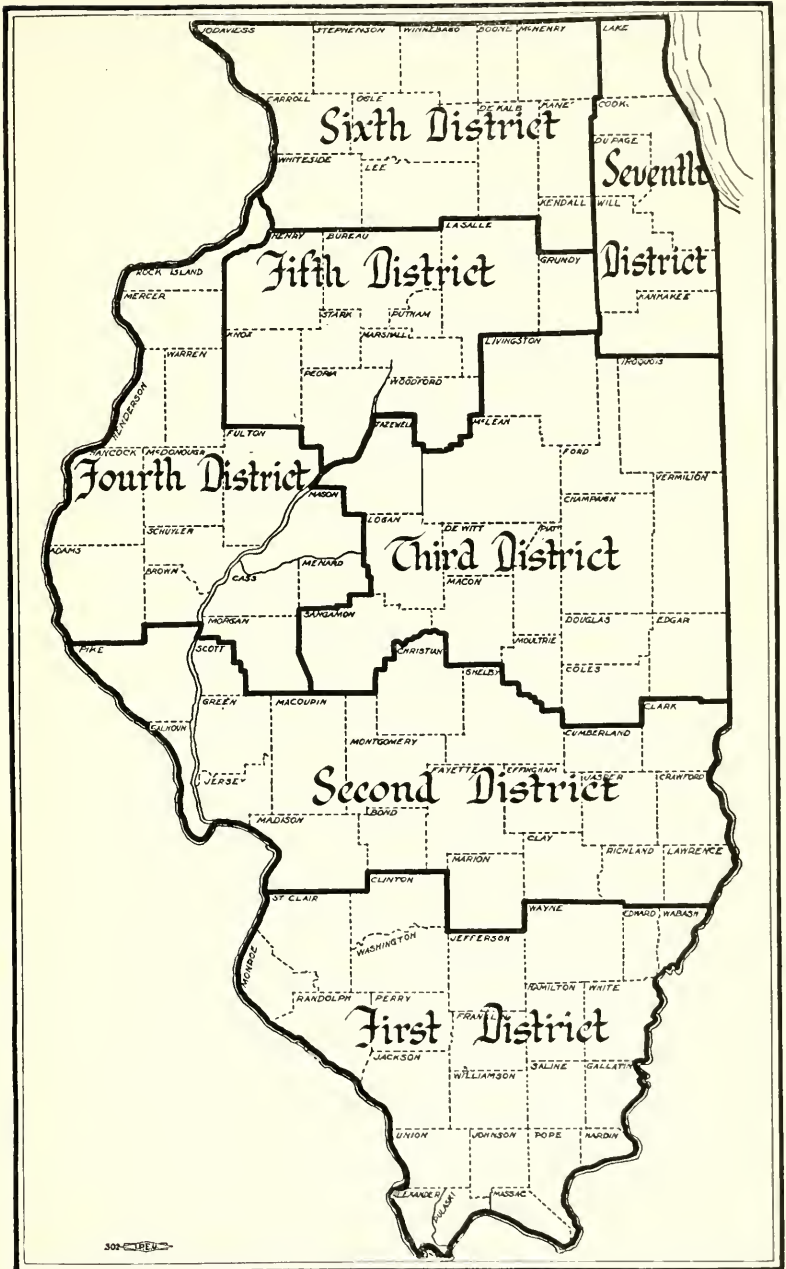 JODAVIESS STEPHENSON WINNEBAGO BOONE McHENRY LAKE
CARROLL OGLE DE KALB KANE COOK
Sixth District
DU PAGE
WHITESIDE LEE
Seventh
KENDALL WILL
HENRY BUREAU LA SALLE
Fifth District
GRUNDY
District
ROCK ISLAND
MERCER
KANKAKEE
STARK PUTNAM
KNOX MARSHALL LIVINGSTON
WARREN
IROQUOIS
PEORIA
WOODFORD
HENDERSON
TAZEWELL McLEAN
FULTON
HANCOCK McDONOUGH
FORD
Fourth District
VERMILION
MASON
CHAMPAIGN
LOGAN
SCHUYLER
DE WITT PIAT
ADAMS
Third District
MENARD
BROWN
CASS
MACON
SANGAMON
MORGAN
DOUGLAS EDGAR
MOULTRIE
PIKE SCOTT
CHRISTIAN
SHELBY
COLES
GREEN MACOUPIN
CLARK
CALHOUN
CUMBERLAND
MONTGOMERY
FAYETTE EFFINGHAM
JASPER CRAWFORD
JERSEY
Second District
MADISON BOND
CLAY
RICHLAND LAWRENCE
MARION
CLINTON
ST CLAIR
WAYNE
EDWARD WABASH
WASHINGTON
JEFFERSON
MONROE
HAMILTON WHITE
RANDOLPH PERRY
FRANKLIN
First District
JACKSON
SALINE GALLATIN
WILLIAMSON
UNION JOHNSON POPE HARDIN
ALEXANDER
PULASKI
MASSAC
302 I.P.E.U.